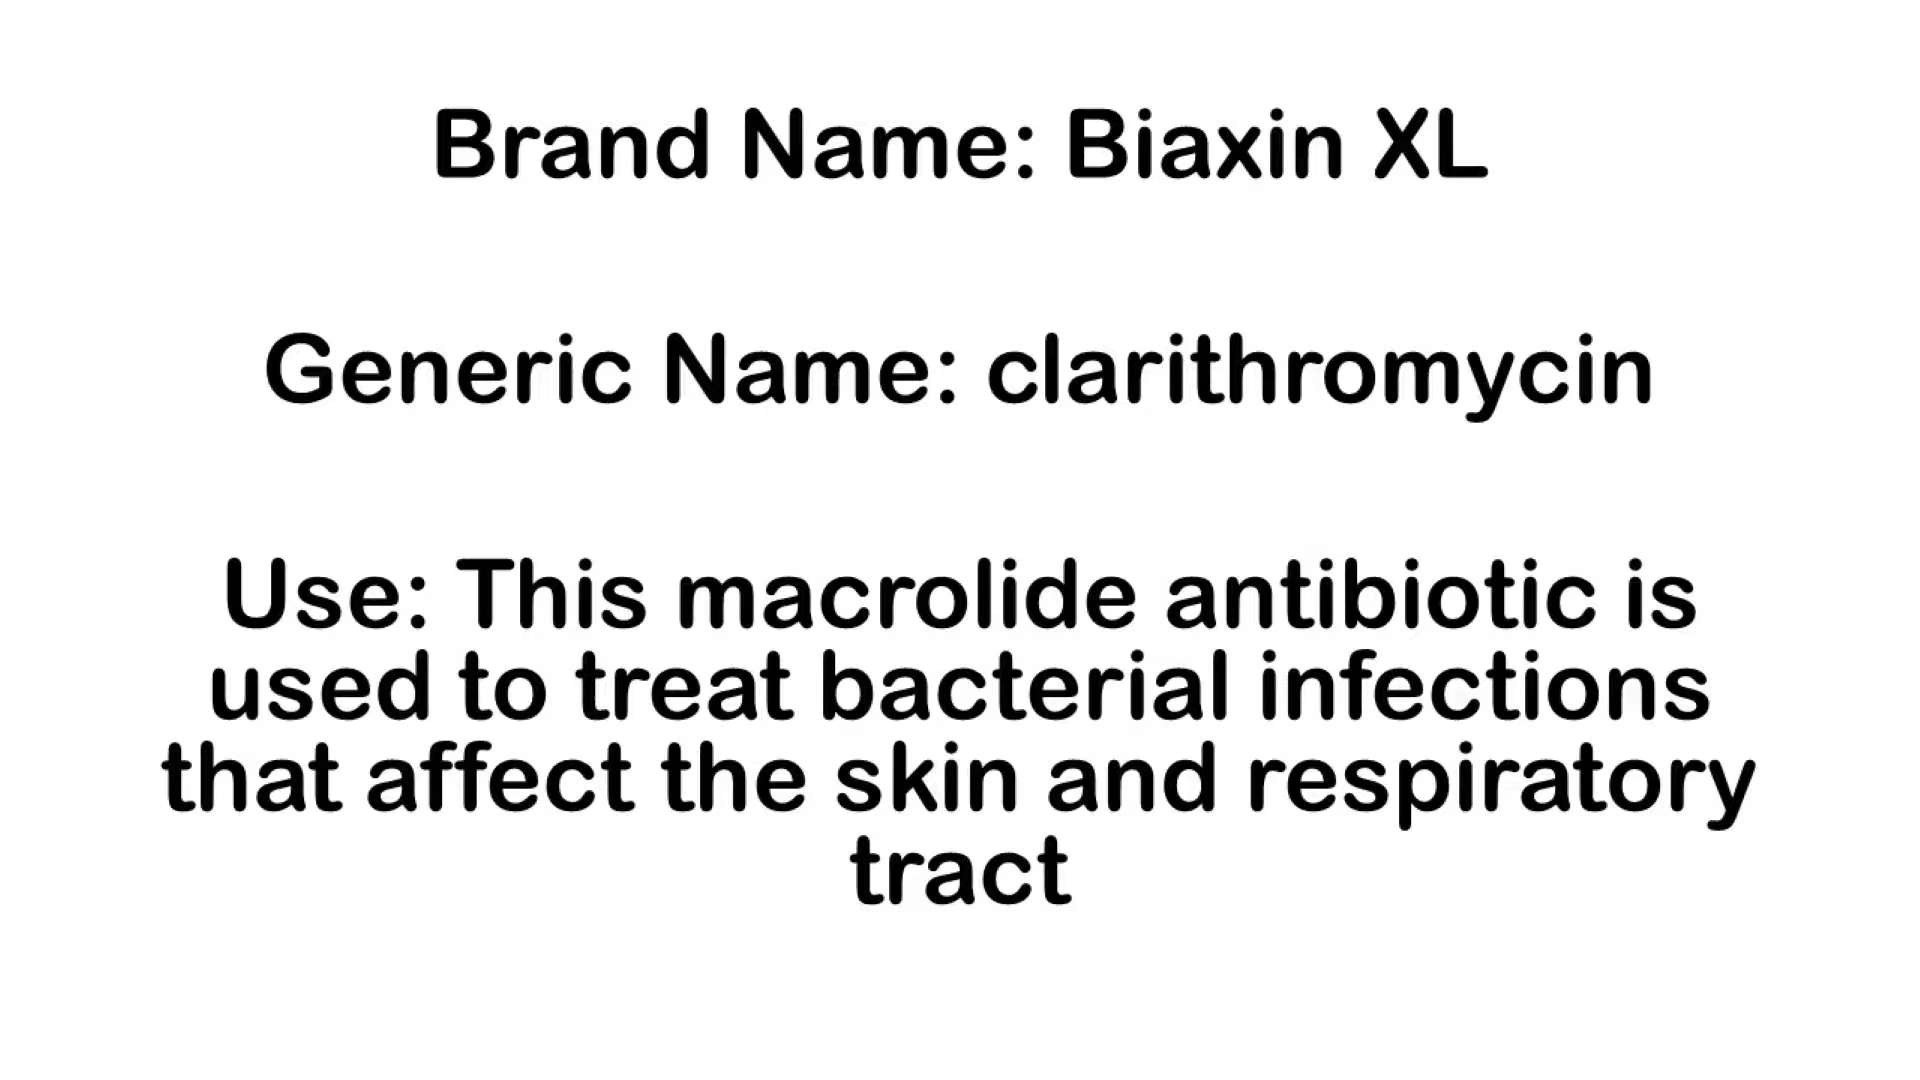 Brand Name: Biaxin XL
Generic Name: clarithromycin
Use: This macrolide antibiotic is
used to treat bacterial infections
that affect the skin and respiratory
tract